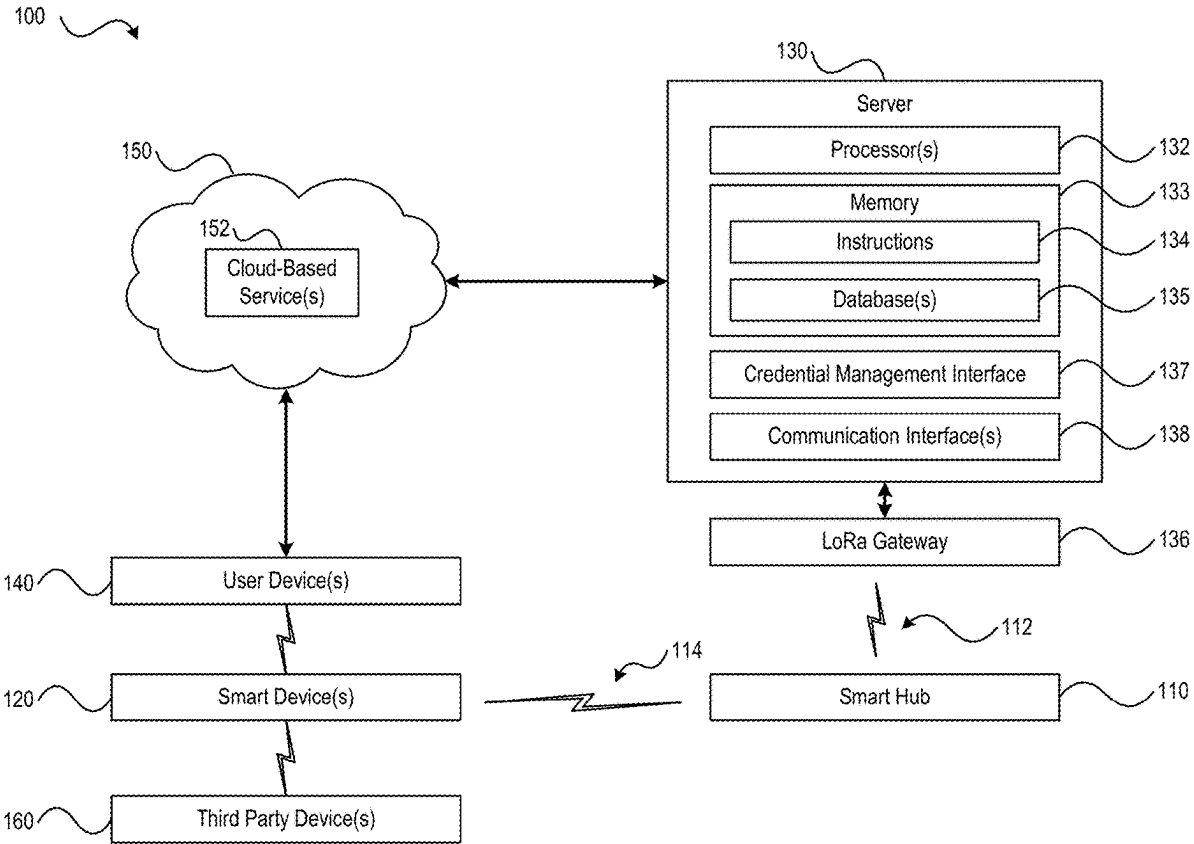 100
130
Server
150
Processor(s)
132
Memory
133
152
Instructions
134
Cloud-Based
Service(s)
Database(s)
135
Credential Management Interface
137
Communication Interface(s)
138
LoRa Gateway
136
140
User Device(s)
112
114
120
Smart Device(s)
Smart Hub
110
160
Third Party Device(s)